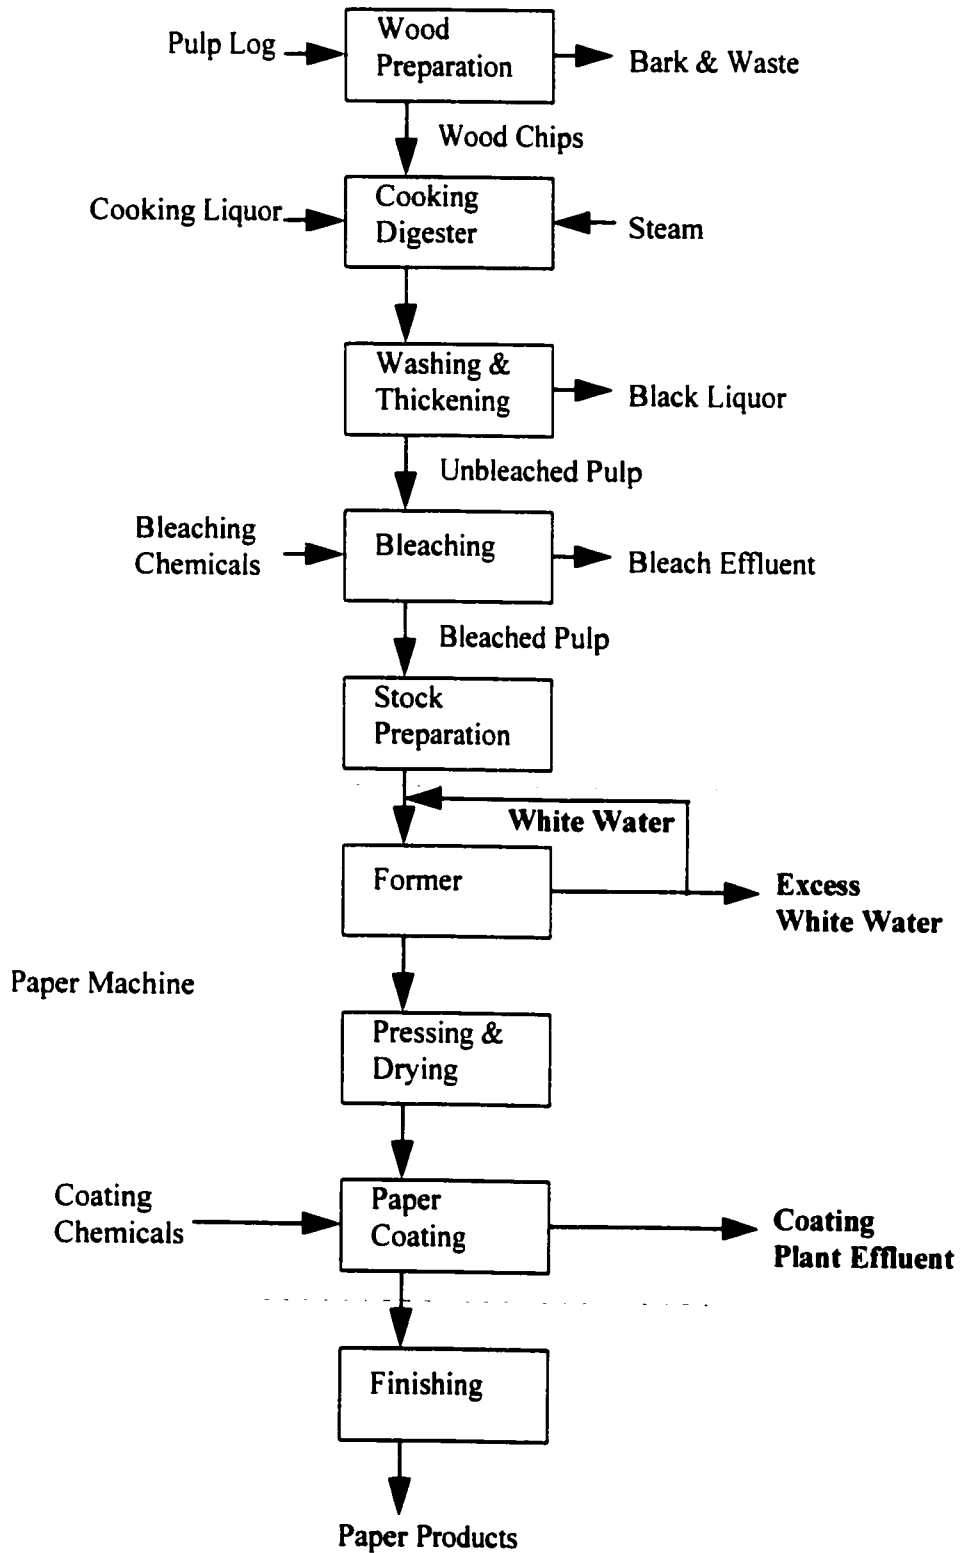 Pulp Log
Wood
Preparation
Bark & Waste
Wood Chips
Cooking Liquor
Cooking
Digester
Steam
Washing &
Thickening
Black Liquor
Unbleached Pulp
Bleaching
Chemicals
Bleaching
Bleach Effluent
Bleached Pulp
Stock
Preparation
White Water
Former
Excess
White Water
Paper Machine
Pressing &
Drying
Coating
Chemicals
Paper
Coating
Coating
Plant Effluent
Finishing
Paper Products